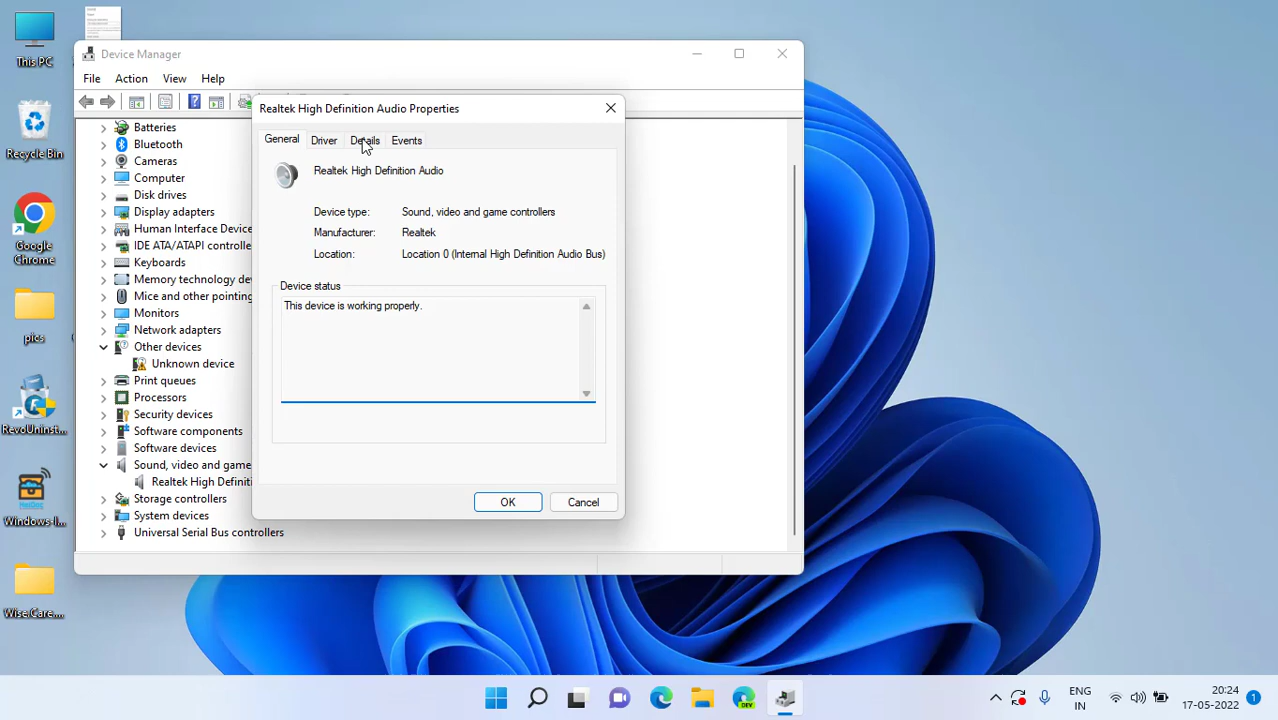 This PC
Recycle Bin
Google
Chrome
pics
RevoUninst...
Windows-I...
Wise.Care....
Device Manager
File Action View Help
Batteries
Bluetooth
Cameras
Computer
Disk drives
Display adapters
Human Interface Device
IDE ATA/ATAPI controlle
Keyboards
Memory technology de
Mice and other pointing
Monitors
Network adapters
Other devices
Unknown device
Print queues
Processors
Security devices
Software components
Software devices
Sound, video and game
Realtek High Definiti
Storage controllers
System devices
Universal Serial Bus controllers
Realtek High Definition Audio Properties
General Driver Details Events
Realtek High Definition Audio
Device type: Sound, video and game controllers
Manufacturer: Realtek
Location: Location 0 (Internal High Definition Audio Bus)
Device status
This device is working properly.
OK Cancel
DEV
ENG
IN
20:24
17-05-2022
1